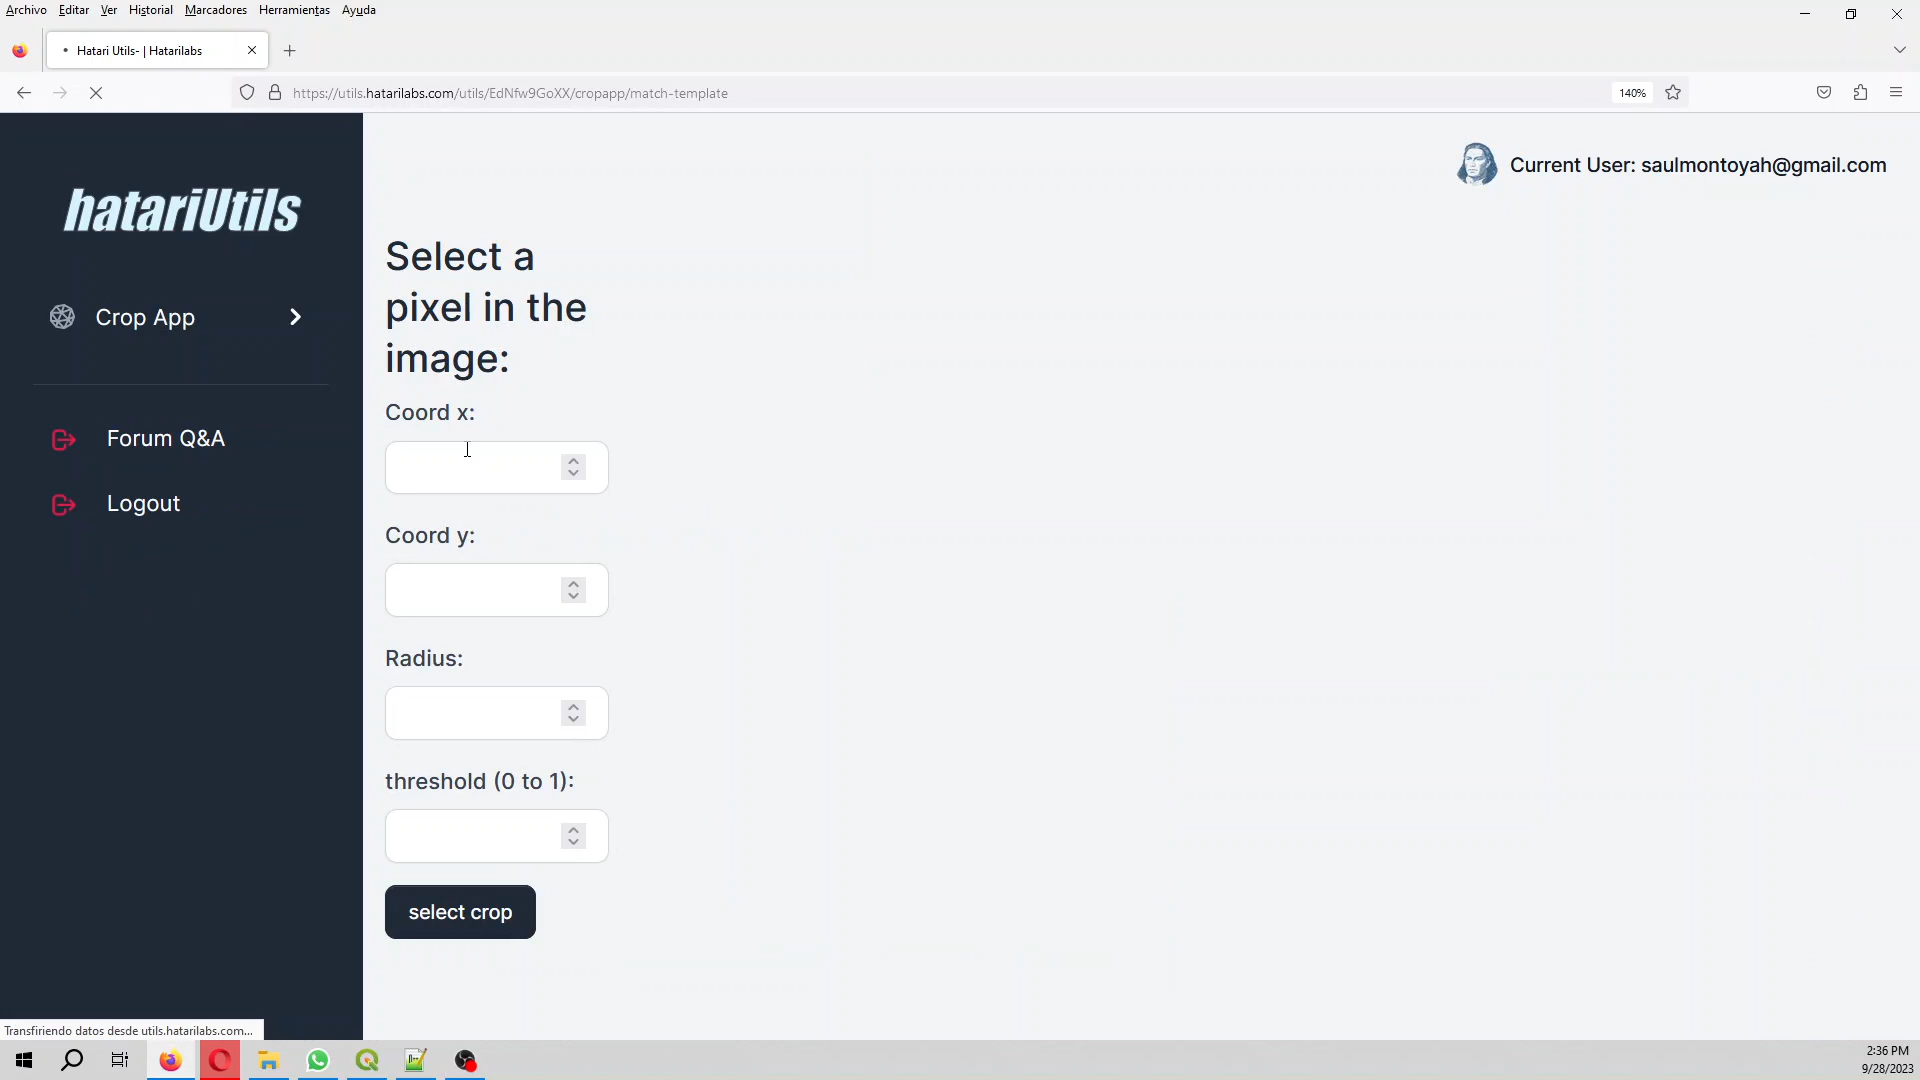 Archivo Editar Ver Historial Marcadores Herramientas Ayuda
Hatari Utils- | Hatarilabs
https://utils.hatarilabs.com/utils/EdNfw9GoXX/cropapp/match-template
140%
hatariUtils
Current User: saulmontoyah@gmail.com
Crop App
Forum Q&A
Logout
Select a
pixel in the
image:
Coord x:
Coord y:
Radius:
threshold (0 to 1):
select crop
Transfiriendo datos desde utils.hatarilabs.com...
2:36 PM
9/28/2023